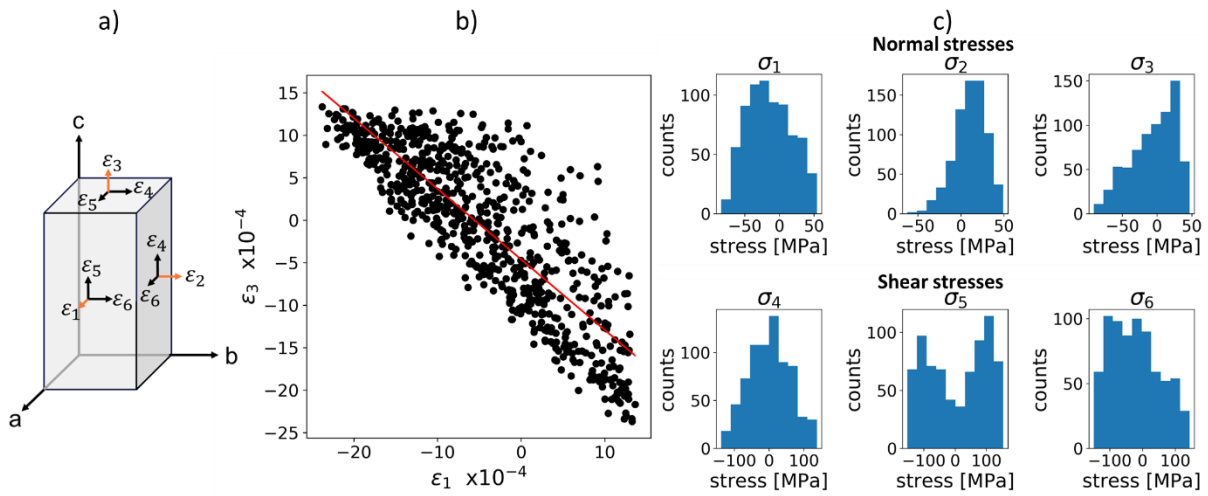 a)
c
ε3
ε4
ε5
ε4
ε5
ε2
ε6
ε6
ε1
b
a
b)
ε3 x10−4
15
10
5
0
−5
−10
−15
−20
−25
−20 −10 0 10
ε1 x10−4
c)
Normal stresses
σ1
counts
100
50
0
−50 0 50
stress [MPa]
σ2
counts
150
100
50
0
−50 0 50
stress [MPa]
σ3
counts
150
100
50
0
−50 0 50
stress [MPa]
Shear stresses
σ4
counts
100
50
0
−100 0 100
stress [MPa]
σ5
counts
100
50
0
−100 0 100
stress [MPa]
σ6
counts
100
50
0
−100 0 100
stress [MPa]